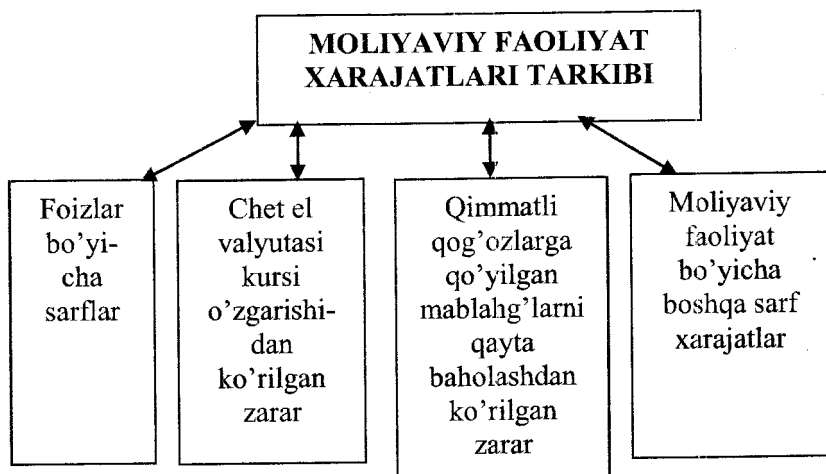 MOLIYAVIY FAOLIYAT
XARAJATLARI TARKIBI
Foizlar
bo’yi-
cha
sarflar
Chet el
valyutasi
kursi
o’zgarishi-
dan
ko’rilgan
zarar
Qimmatli
qog’ozlarga
qo’yilgan
mablahg’larni
qayta
baholashdan
ko’rilgan
zarar
Moliyaviy
faoliyat
bo’yicha
boshqa sarf
xarajatlar